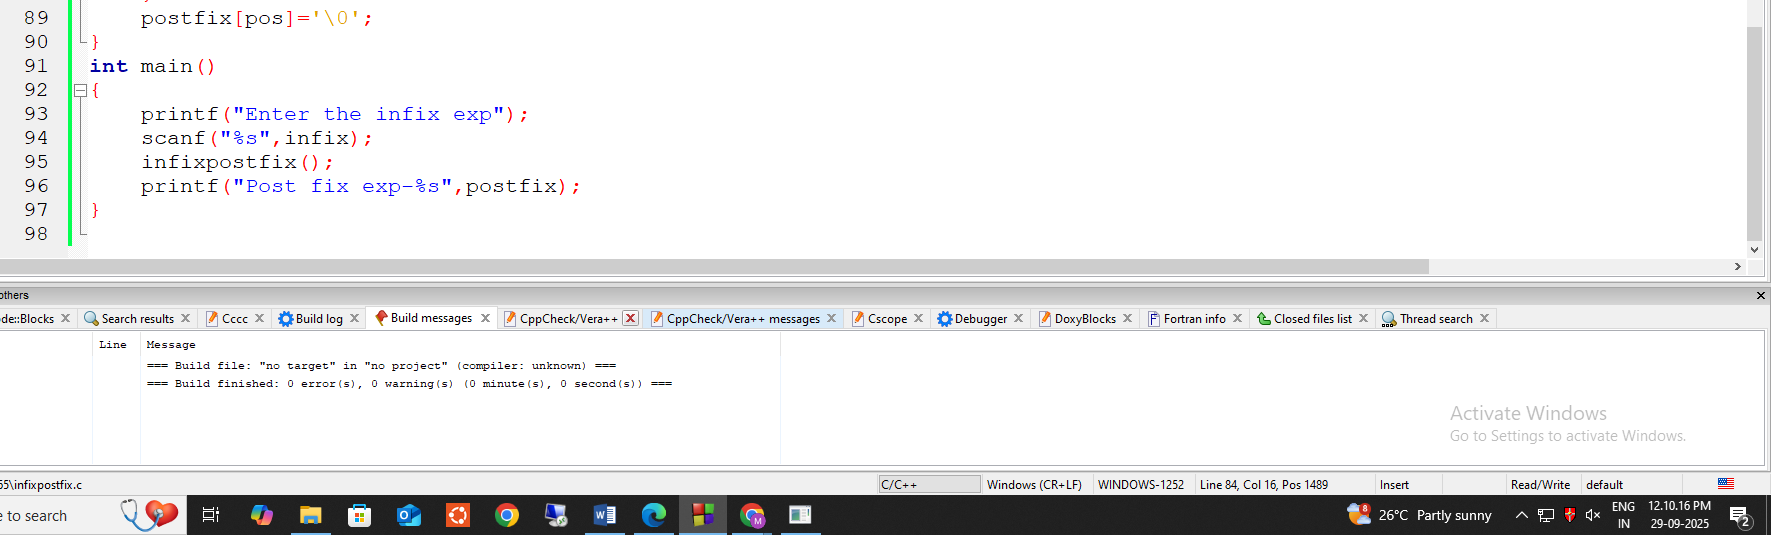 89 postfix[pos]='\0';
90 }
91 int main()
92 {
93 printf("Enter the infix exp");
94 scanf("%s",infix);
95 infixpostfix();
96 printf("Post fix exp-%s",postfix);
97 }
98
others
de::Blocks X Search results X Cccc X Build log X Build messages X CppCheck/Vera++ X CppCheck/Vera++ messages X Cscope X Debugger X DoxyBlocks X Fortran info X Closed files list X Thread search X
Line Message
=== Build file: "no target" in "no project" (compiler: unknown) ===
=== Build finished: 0 error(s), 0 warning(s) (0 minute(s), 0 second(s)) ===
Activate Windows
Go to Settings to activate Windows.
55\infixpostfix.c C/C++ Windows (CR+LF) WINDOWS-1252 Line 84, Col 16, Pos 1489 Insert Read/Write default
e to search 26°C Partly sunny ENG IN 12.10.16 PM 29-09-2025 2